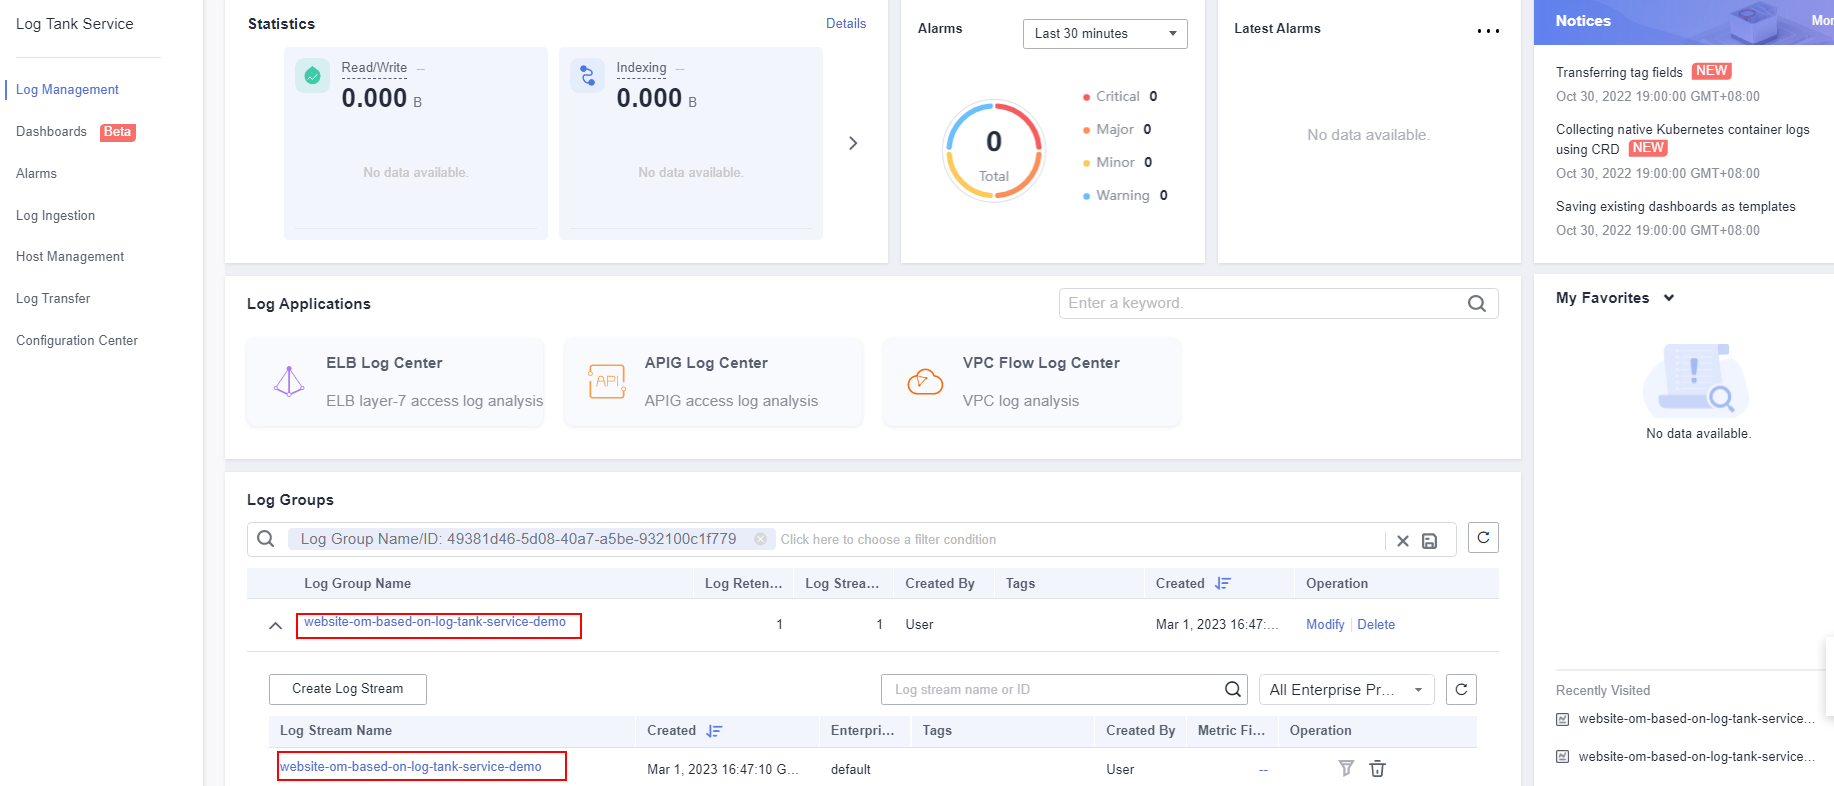 Log Tank Service
Log Management
Dashboards Beta
Alarms
Log Ingestion
Host Management
Log Transfer
Configuration Center
Statistics Details
Read/Write --
0.000 B
No data available.
Indexing --
0.000 B
No data available.
Alarms Last 30 minutes
0
Total
Critical 0
Major 0
Minor 0
Warning 0
Latest Alarms
No data available.
Notices
Transferring tag fields NEW
Oct 30, 2022 19:00:00 GMT+08:00
Collecting native Kubernetes container logs
using CRD NEW
Oct 30, 2022 19:00:00 GMT+08:00
Saving existing dashboards as templates
Oct 30, 2022 19:00:00 GMT+08:00
Log Applications Enter a keyword.
ELB Log Center
ELB layer-7 access log analysis
API
APIG Log Center
APIG access log analysis
VPC Flow Log Center
VPC log analysis
My Favorites
No data available.
Log Groups
Log Group Name/ID: 49381d46-5d08-40a7-a5be-932100c1f779 Click here to choose a filter condition
Log Group Name Log Reten... Log Strea... Created By Tags Created Operation
website-om-based-on-log-tank-service-demo 1 1 User Mar 1, 2023 16:47:... Modify Delete
Create Log Stream Log stream name or ID All Enterprise Pr...
Log Stream Name Created Enterpri... Tags Created By Metric Fi... Operation
website-om-based-on-log-tank-service-demo Mar 1, 2023 16:47:10 G... default User --
Recently Visited
website-om-based-on-log-tank-service...
website-om-based-on-log-tank-service...